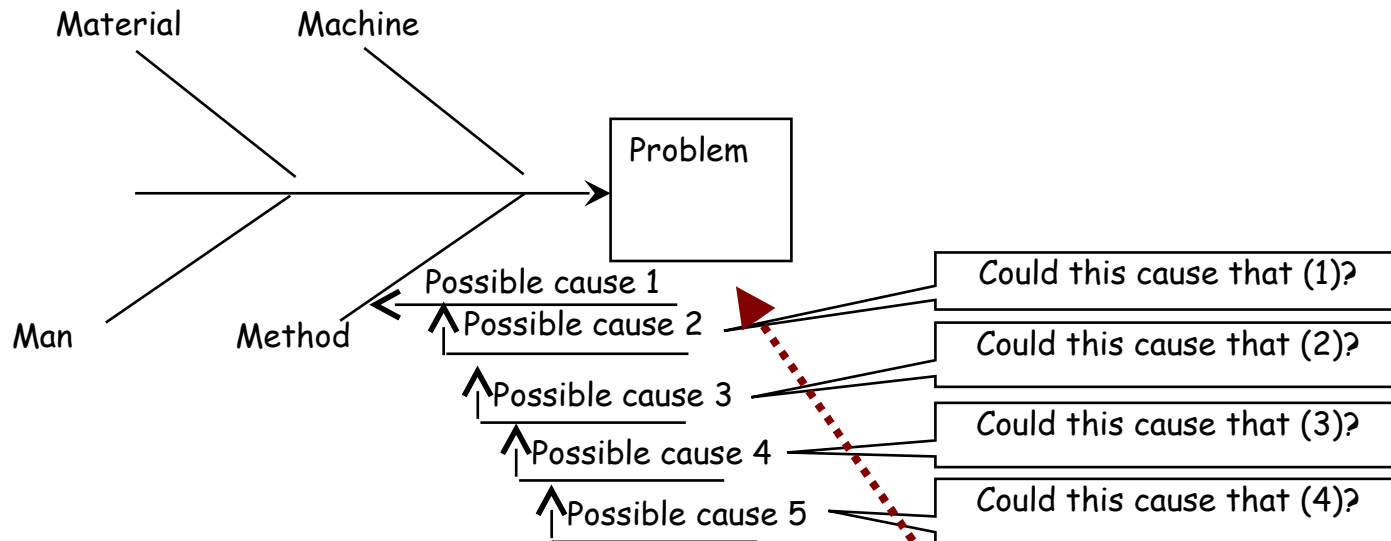 Material
Machine
Problem
Man
Method
Possible cause 1
Possible cause 2
Possible cause 3
Possible cause 4
Possible cause 5
Could this cause that (1)?
Could this cause that (2)?
Could this cause that (3)?
Could this cause that (4)?